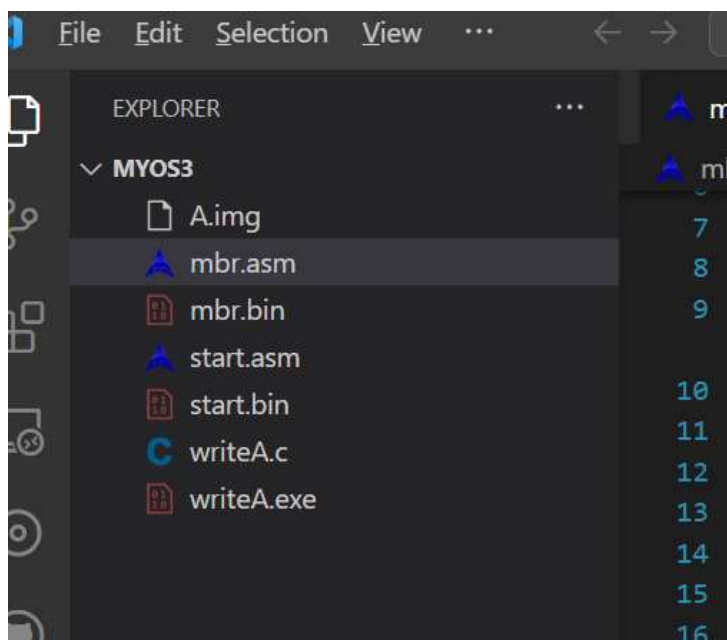 File Edit Selection View ...
EXPLORER ...
MYOS3
A.img
mbr.asm
mbr.bin
start.asm
start.bin
writeA.c
writeA.exe
7
8
9
10
11
12
13
14
15
16